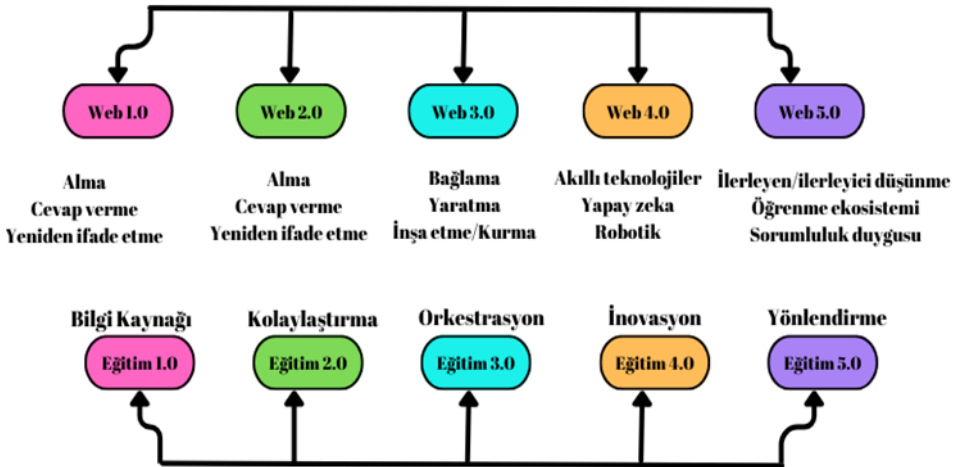 Web 1.0
Web 2.0
Web 3.0
Web 4.0
Web 5.0
Alma
Cevap verme
Yeniden ifade etme
Alma
Cevap verme
Yeniden ifade etme
Bağlama
Yaratma
İnşa etme/Kurma
Akıllı teknolojiler
Yapay zeka
Robotik
İlerleyen/ilerleyici düşünme
Öğrenme ekosistemi
Sorumluluk duygusu
Bilgi Kaynağı
Kolaylaştırma
Orkestrasyon
İnovasyon
Yönlendirme
Eğitim 1.0
Eğitim 2.0
Eğitim 3.0
Eğitim 4.0
Eğitim 5.0